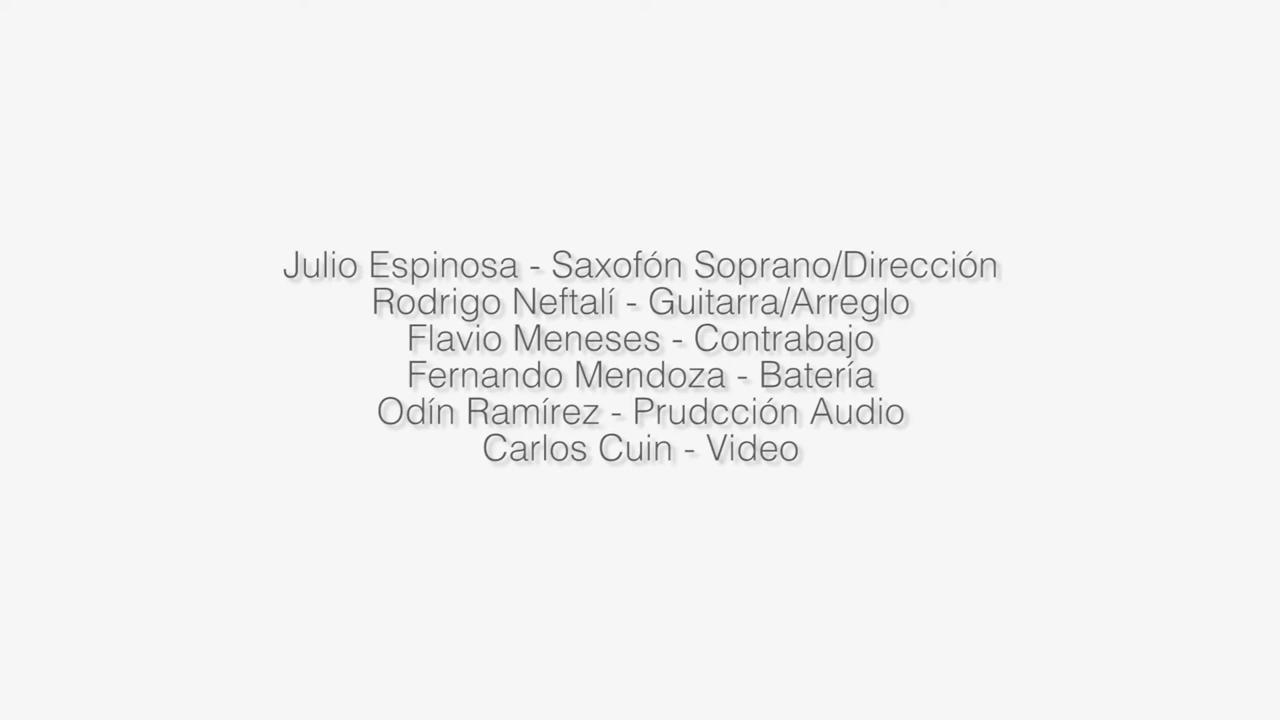 Julio Espinosa - Saxofón Soprano/Dirección
Rodrigo Neftalí - Guitarra/Arreglo
Flavio Meneses - Contrabajo
Fernando Mendoza - Batería
Odín Ramírez - Prudcción Audio
Carlos Cuin - Video